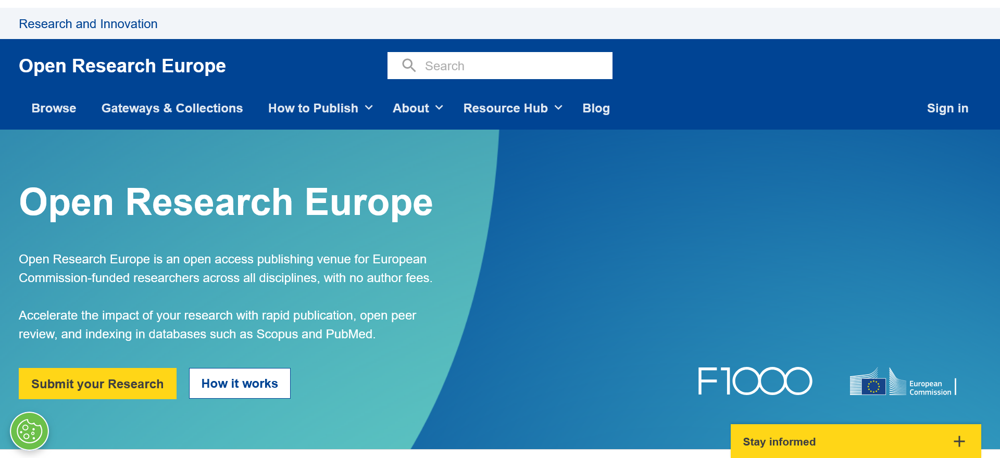 Research and Innovation
Open Research Europe
Search
Browse
Gateways & Collections
How to Publish
About
Resource Hub
Blog
Sign in
Open Research Europe
Open Research Europe is an open access publishing venue for European
Commission-funded researchers across all disciplines, with no author fees.
Accelerate the impact of your research with rapid publication, open peer
review, and indexing in databases such as Scopus and PubMed.
Submit your Research
How it works
F1000
European
Commission
Stay informed